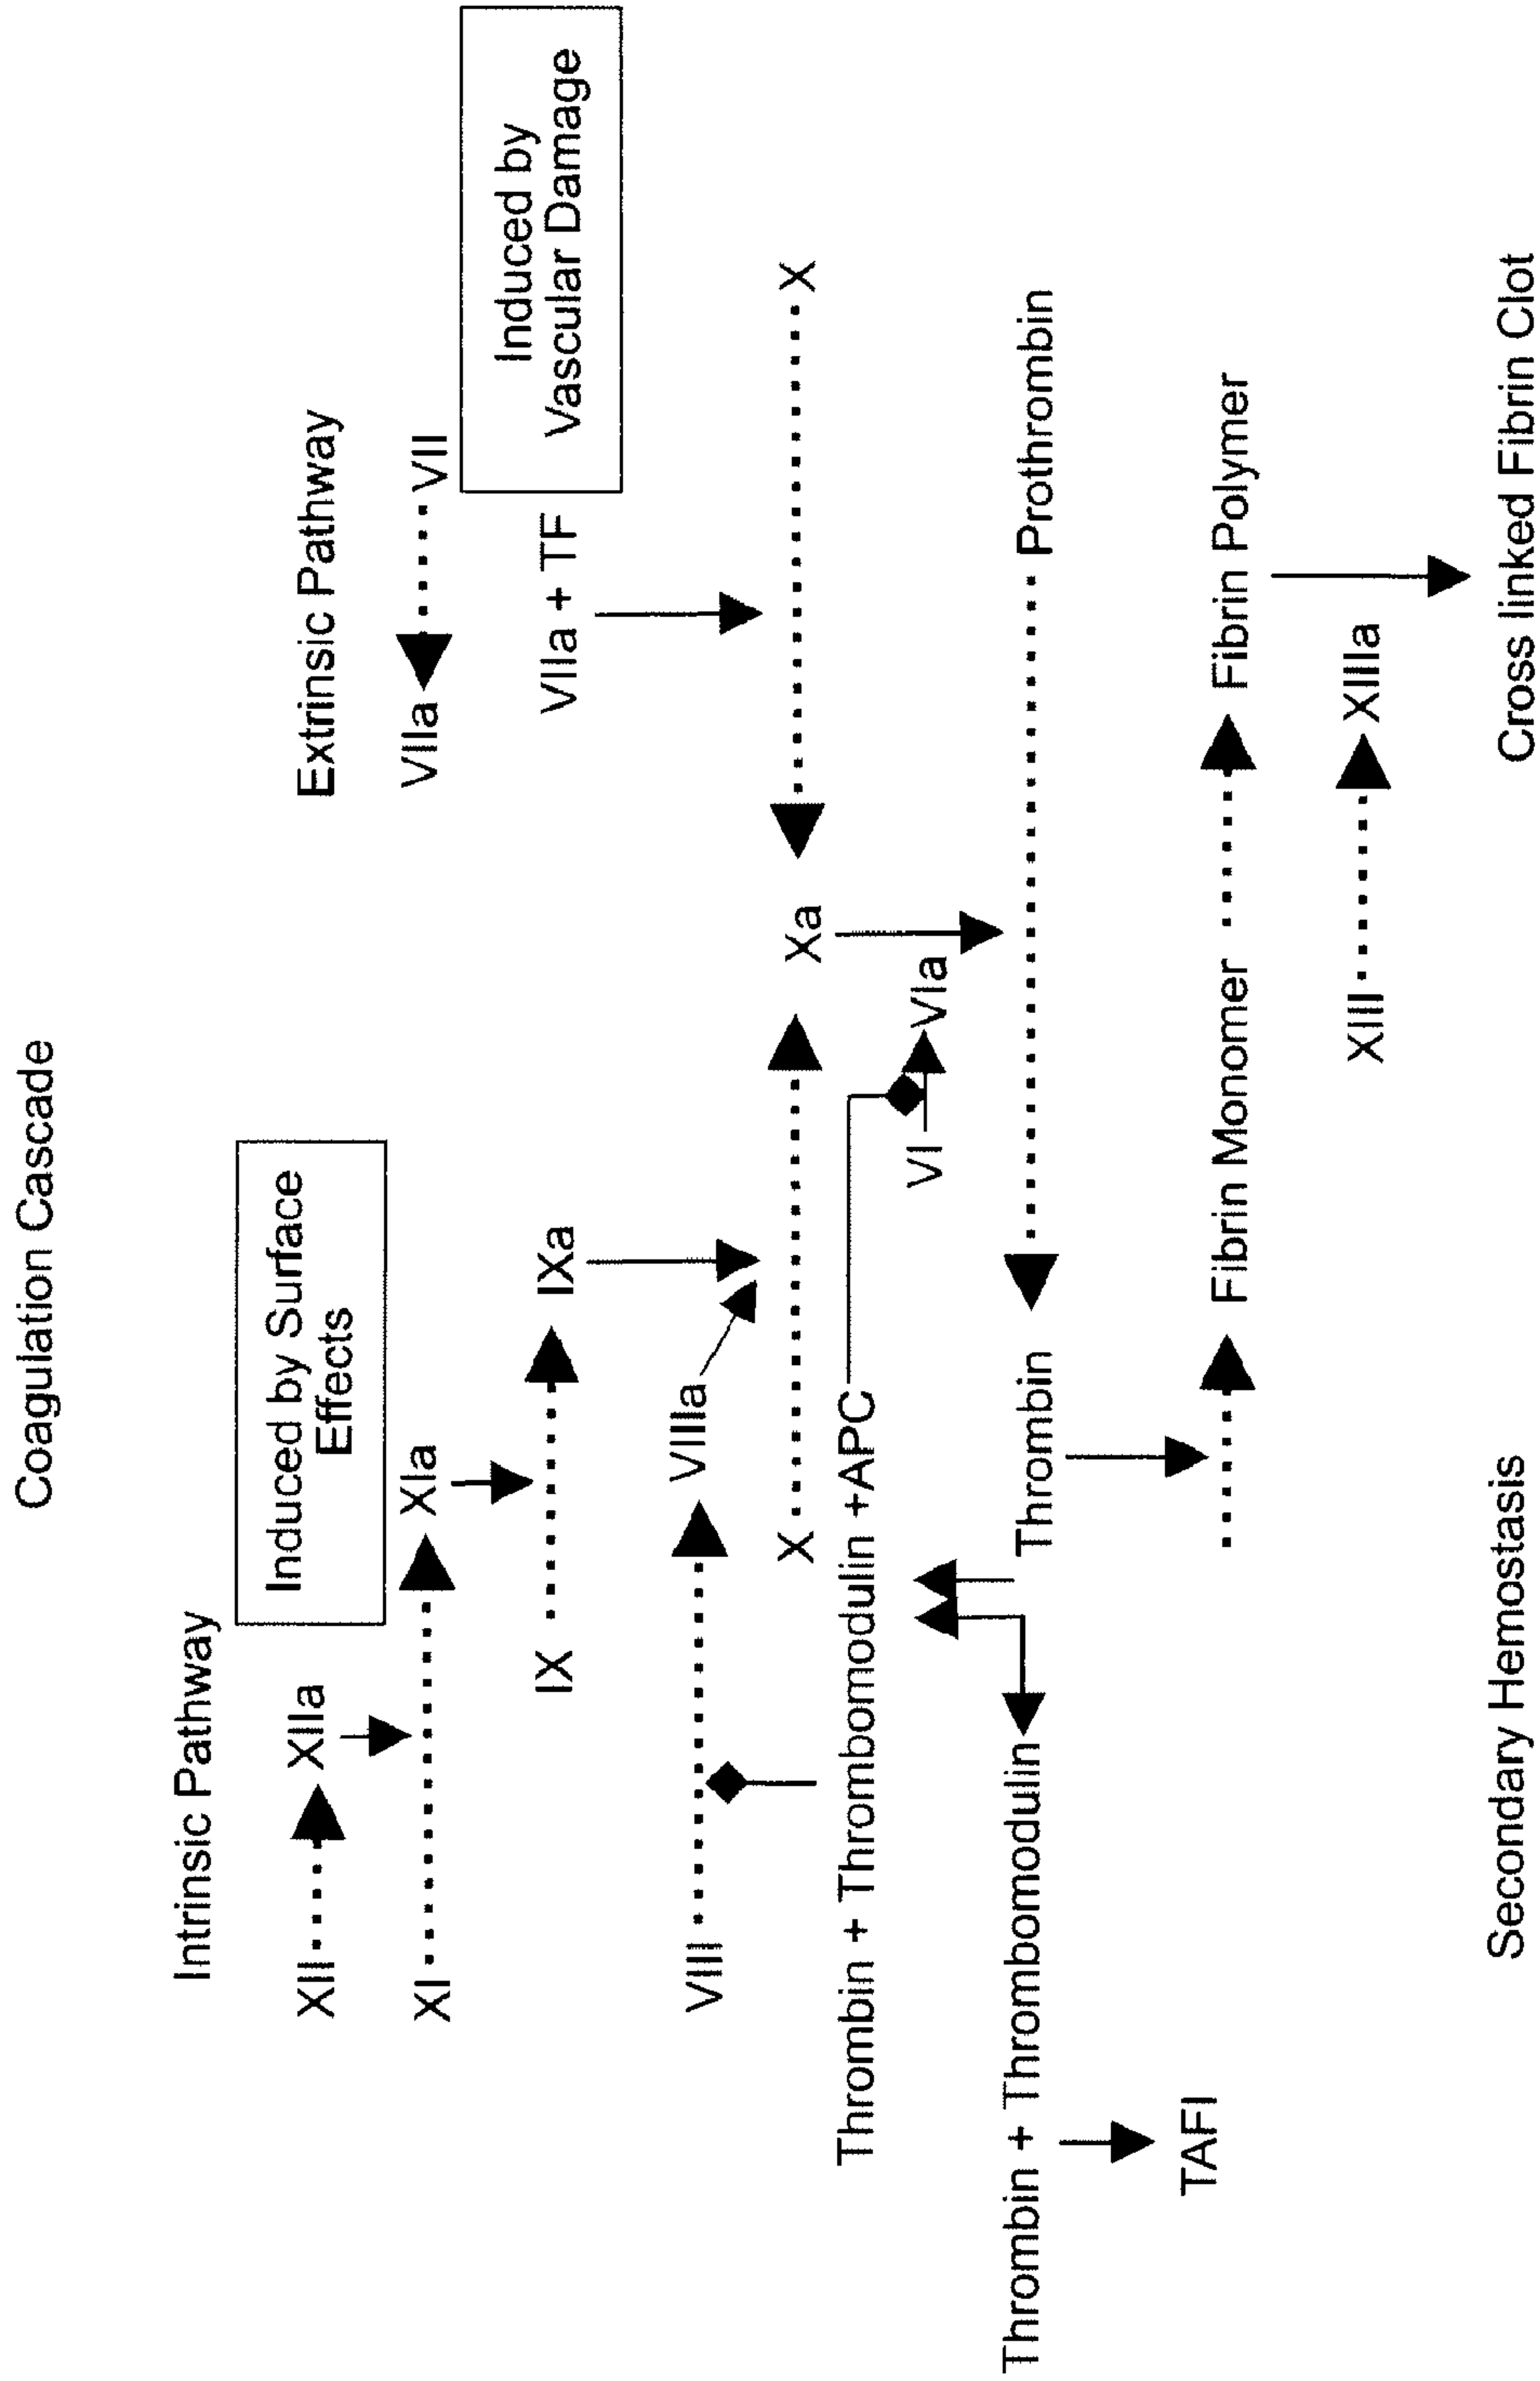 Coagulation Cascade
Intrinsic Pathway
Extrinsic Pathway
Induced by Surface
Effects
XII
XIIa
VIIa
VII
XI
XIa
Induced by
Vascular Damage
IX
IXa
VIIa + TF
VIII
VIIIa
X
Xa
X
Thrombin + Thrombomodulin +APC
VI
VIa
Thrombin + Thrombomodulin
Thrombin
Prothrombin
TAFI
Fibrin Monomer
Fibrin Polymer
XIII
XIIIa
Secondary Hemostasis
Cross linked Fibrin Clot